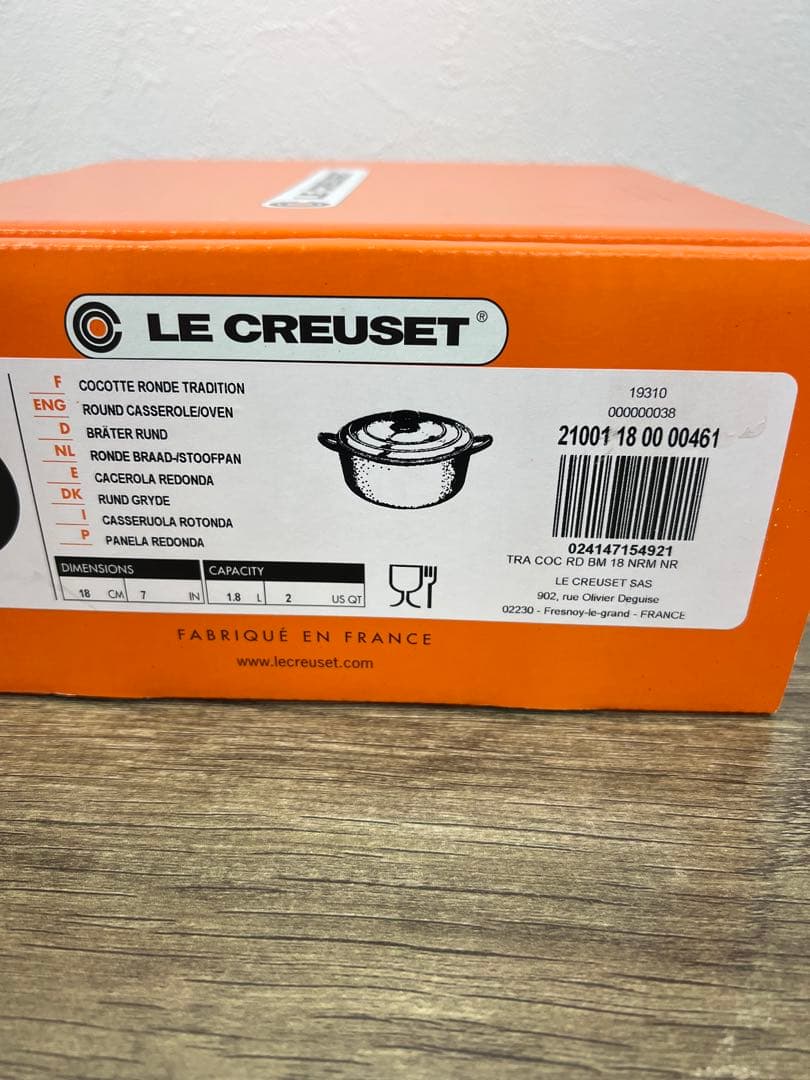 LE CREUSET
LE CREUSET®
F COCOTTE RONDE TRADITION
ENG ROUND CASSEROLE/OVEN
D BRÄTER RUND
NL RONDE BRAAD-/STOOFPAN
E CACEROLA REDONDA
DK RUND GRYDE
I CASSERUOLA ROTONDA
P PANELA REDONDA
DIMENSIONS CAPACITY
18 CM 7 IN 1.8 L 2 US QT
19310
000000038
21001 18 00 00461
024147154921
TRA COC RD BM 18 NRM NR
LE CREUSET SAS
902, rue Olivier Deguise
02230 - Fresnoy-le-grand - FRANCE
FABRIQUÉ EN FRANCE
www.lecreuset.com